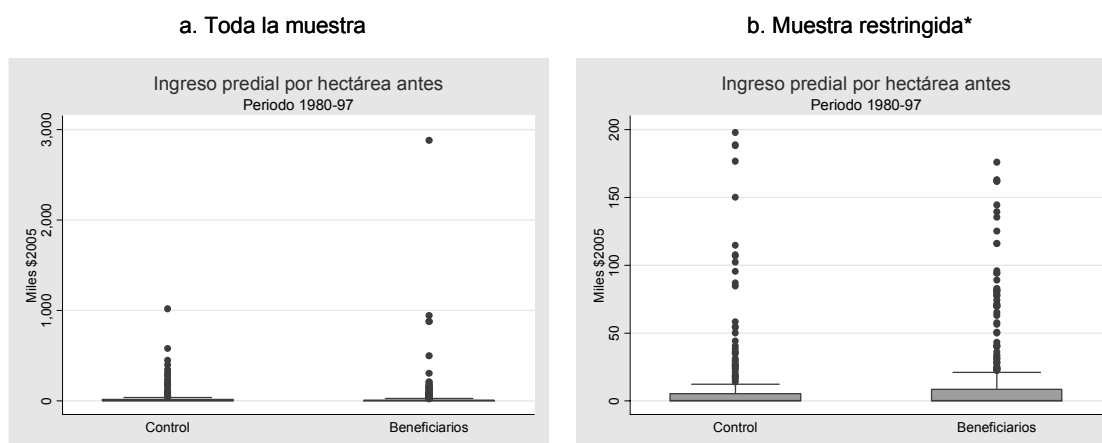 a. Toda la muestra
Ingreso predial por hectárea antes
Periodo 1980-97
Miles $2005
3,000
2,000
1,000
0
Control
Beneficiarios
b. Muestra restringida*
Ingreso predial por hectárea antes
Periodo 1980-97
Miles $2005
200
150
100
50
0
Control
Beneficiarios